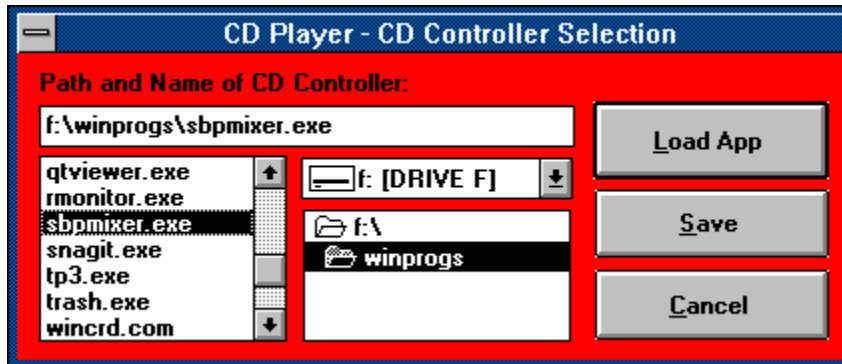 CD Player - CD Controller Selection
Path and Name of CD Controller:
f:\winprogs\sbpmixer.exe
qtviewer.exe
rmonitor.exe
sbpmixer.exe
snagit.exe
tp3.exe
trash.exe
wincrd.com
f: [DRIVE F]
f:\
winprogs
Load App
Save
Cancel